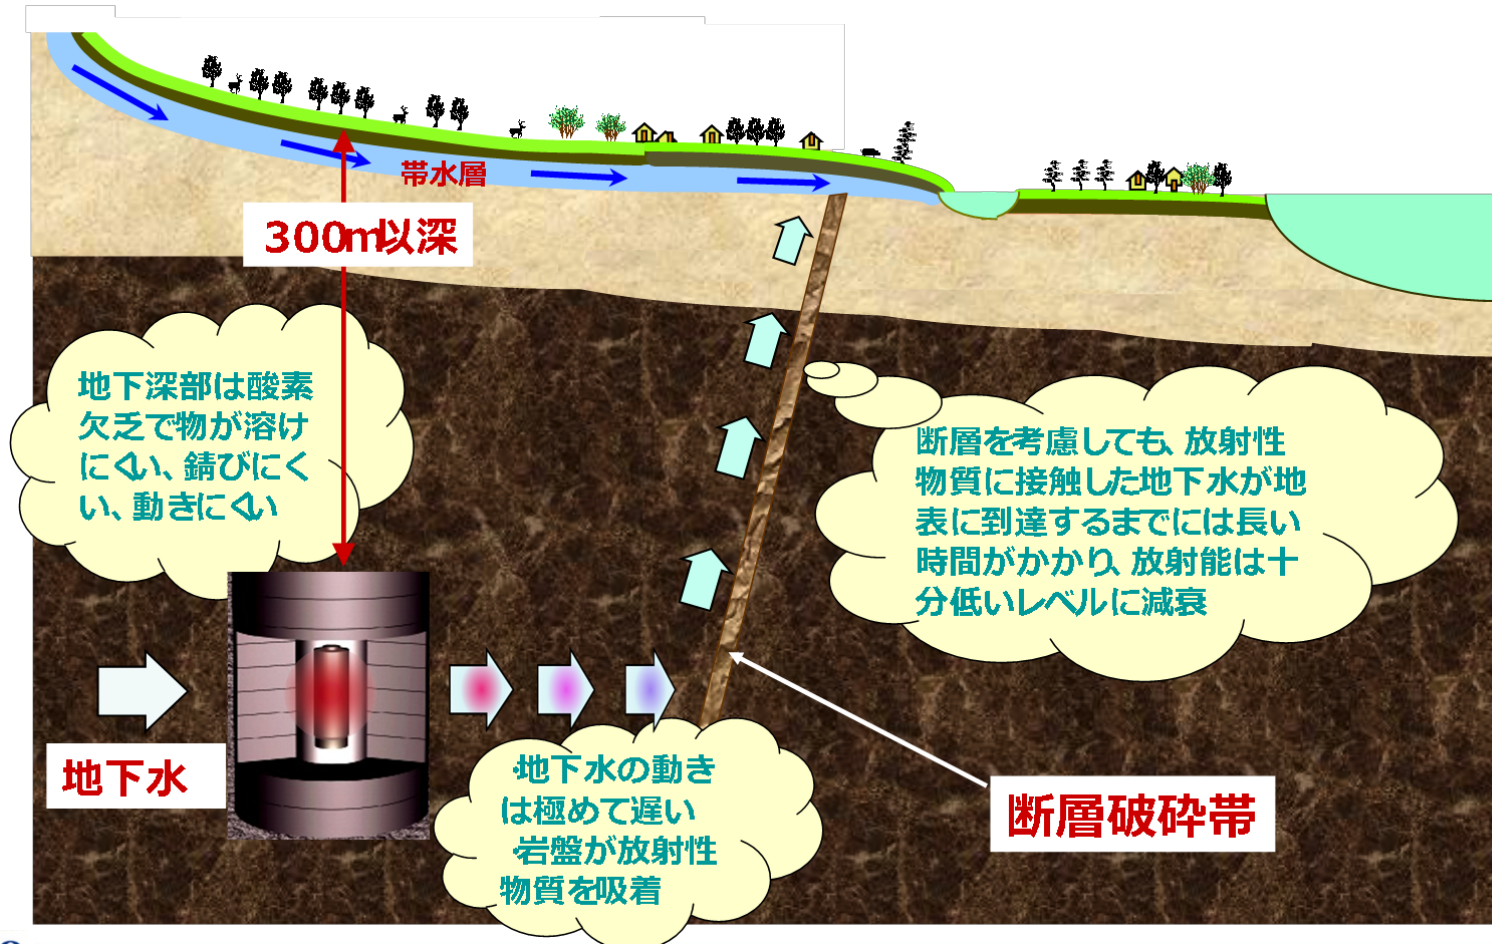 帯水層
300m以深
地下深部は酸素
欠乏で物が溶け
にくい、錆びにく
い、動きにくい
断層を考慮しても、放射性
物質に接触した地下水が地
表に到達するまでには長い
時間がかかり、放射能は十
分低いレベルに減衰
地下水
・地下水の動き
は極めて遅い
・岩盤が放射性
物質を吸着
断層破砕帯